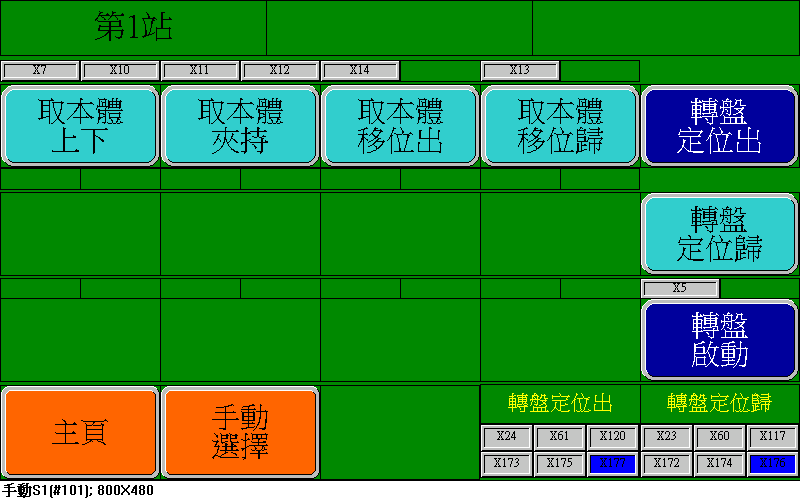 第1站
X7 X10 X11 X12 X14 X13
取本體 取本體 取本體 取本體 轉盤
上下 夾持 移位出 移位歸 定位出
轉盤
定位歸
X5
轉盤
啟動
主頁
手動
選擇
轉盤定位出 轉盤定位歸
X24 X61 X120 X23 X60 X117
X173 X175 X177 X172 X174 X176
手動S1(#101); 800X480